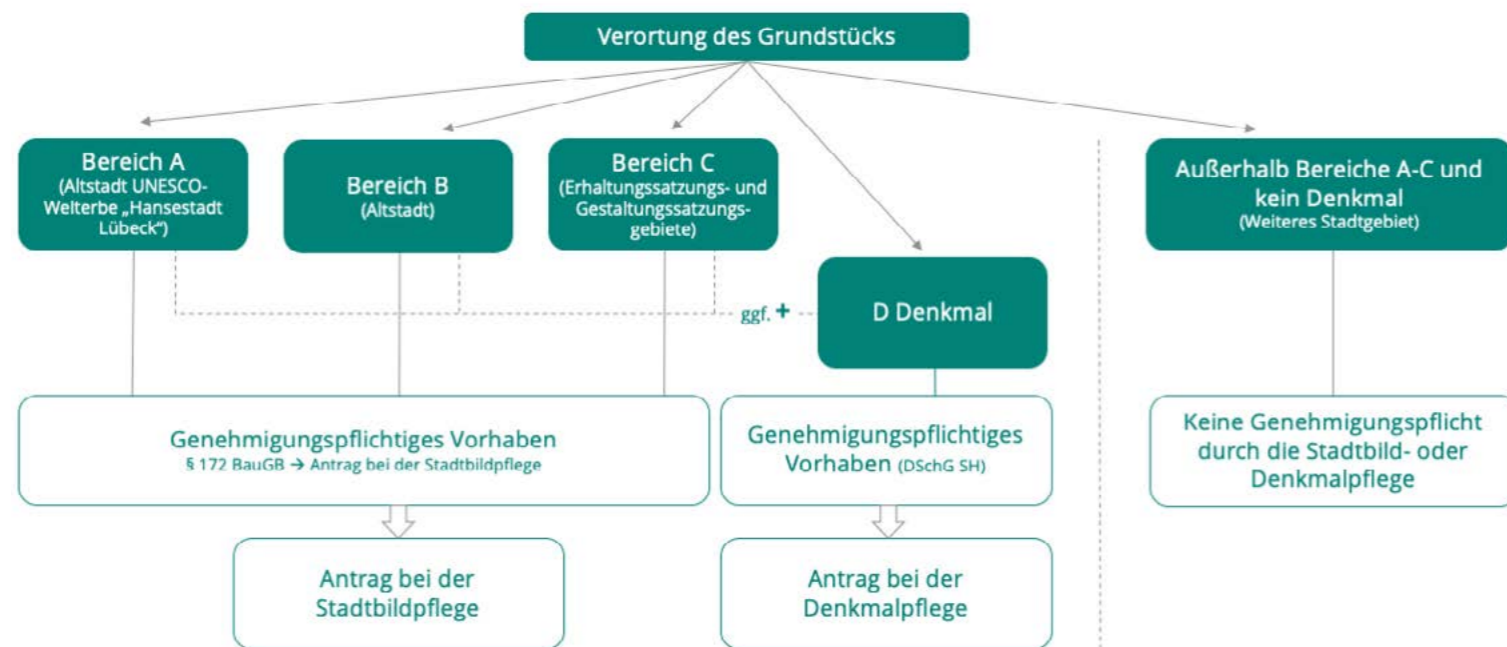 Verortung des Grundstücks
Bereich A
(Altstadt UNESCO-
Welterbe „Hansestadt
Lübeck“)
Bereich B
(Altstadt)
Bereich C
(Erhaltungssatzungs- und
Gestaltungssatzungs-
gebiete)
Außerhalb Bereiche A-C und
kein Denkmal
(Weiteres Stadtgebiet)
ggf. +
D Denkmal
Genehmigungspflichtiges Vorhaben
§ 172 BauGB → Antrag bei der Stadtbildpflege
Genehmigungspflichtiges
Vorhaben (DSchG SH)
Keine Genehmigungspflicht
durch die Stadtbild- oder
Denkmalpflege
Antrag bei der
Stadtbildpflege
Antrag bei der
Denkmalpflege